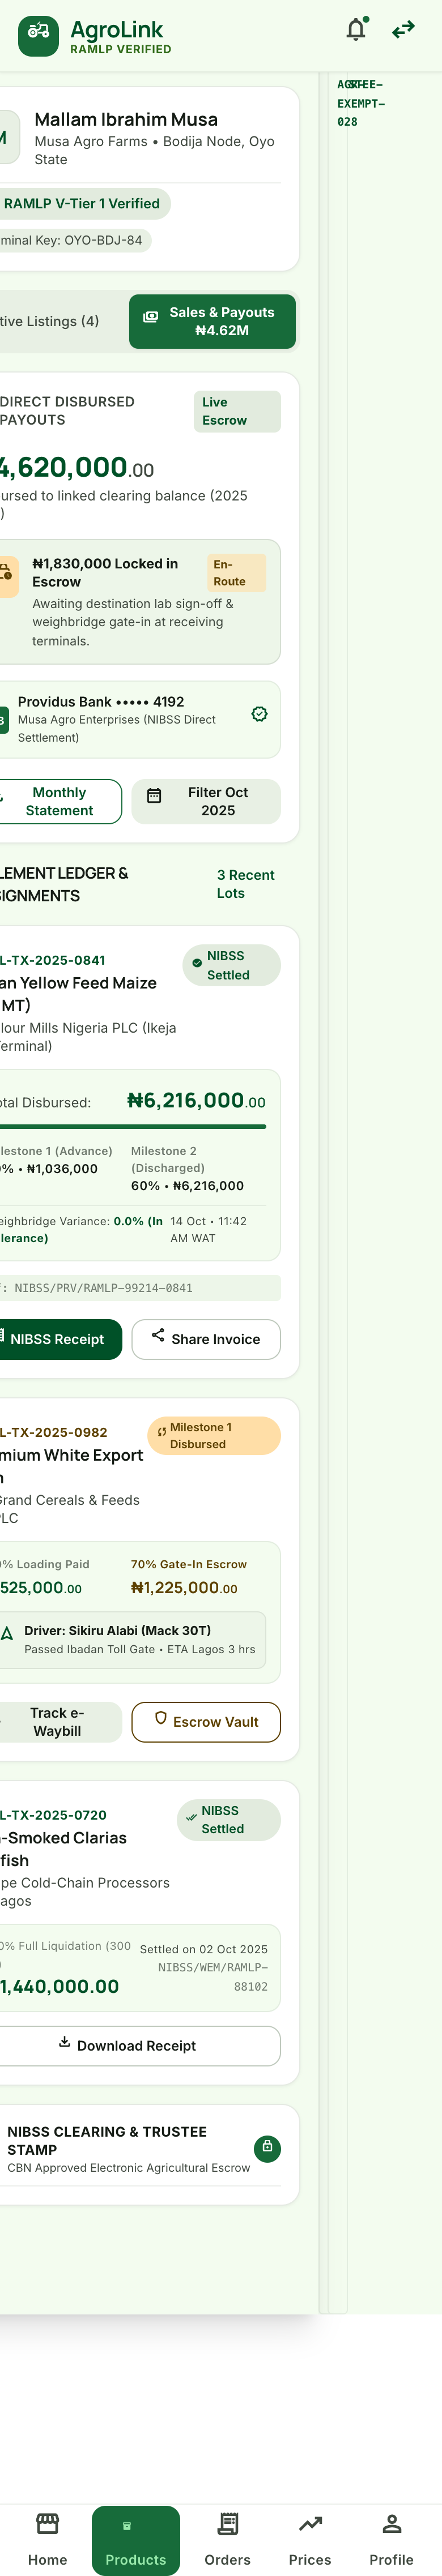 AgroLink
RAMLP VERIFIED
EXEMPT-
028
M
Mallam Ibrahim Musa
Musa Agro Farms • Bodija Node, Oyo
State
RAMLP V-Tier 1 Verified
minal Key: OYO-BDJ-84
tive Listings (4)
Sales & Payouts
₦4.62M
DIRECT DISBURSED
PAYOUTS
Live
Escrow
4,620,000.00
ursed to linked clearing balance (2025
)
₦1,830,000 Locked in
Escrow
En-
Route
Awaiting destination lab sign-off &
weighbridge gate-in at receiving
terminals.
B
Providus Bank ••••• 4192
Musa Agro Enterprises (NIBSS Direct
Settlement)
Monthly
Statement
Filter Oct
2025
LEMENT LEDGER &
SIGNMENTS
3 Recent
Lots
L-TX-2025-0841
NIBSS
Settled
an Yellow Feed Maize
MT)
lour Mills Nigeria PLC (Ikeja
erminal)
otal Disbursed:
₦6,216,000.00
lestone 1 (Advance)
0% • ₦1,036,000
Milestone 2
(Discharged)
60% • ₦6,216,000
eighbridge Variance: 0.0% (In
lerance)
14 Oct • 11:42
AM WAT
f: NIBSS/PRV/RAMLP-99214-0841
NIBSS Receipt
Share Invoice
L-TX-2025-0982
Milestone 1
Disbursed
mium White Export
n
Grand Cereals & Feeds
PLC
0% Loading Paid
525,000.00
70% Gate-In Escrow
₦1,225,000.00
Driver: Sikiru Alabi (Mack 30T)
Passed Ibadan Toll Gate • ETA Lagos 3 hrs
Track e-
Waybill
Escrow Vault
L-TX-2025-0720
NIBSS
Settled
-Smoked Clarias
fish
pe Cold-Chain Processors
agos
0% Full Liquidation (300
)
1,440,000.00
Settled on 02 Oct 2025
NIBSS/WEM/RAMLP-
88102
Download Receipt
NIBSS CLEARING & TRUSTEE
STAMP
CBN Approved Electronic Agricultural Escrow
Home
Products
Orders
Prices
Profile